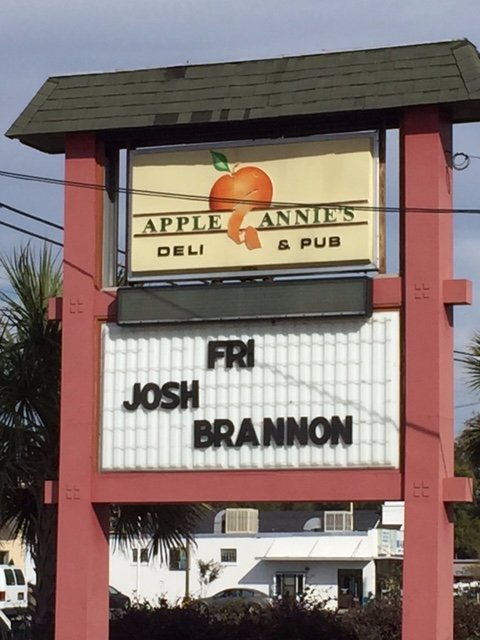 APPLE ANNIE'S
DELI & PUB
FRI
JOSH
BRANNON